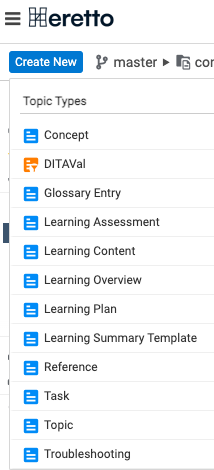 Heretto
Create New master con
Topic Types
Concept
DITAVal
Glossary Entry
Learning Assessment
Learning Content
Learning Overview
Learning Plan
Learning Summary Template
Reference
Task
Topic
Troubleshooting